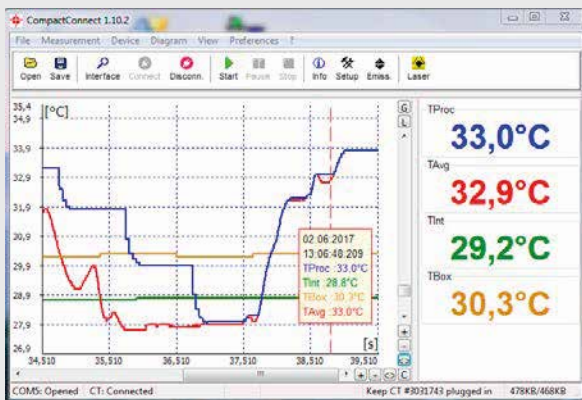 CompactConnect 1.10.2
File Measurement Device Diagram View Preferences ?
Open Save Interface Connect Disconn. Start Pause Stop Info Setup Emiss. Laser
35,4 [°C]
34,9
33,9
32,9
31,9
30,9
29,9
28,9
27,9
26,9
34,510 35,510 36,510 37,510 38,510 39,510
[s]
02.06.2017
13:06:48.209
TProc :33.0°C
TInt :28.8°C
TBox :30.3°C
TAvg :33.0°C
G
L
C
TProc
33,0°C
TAvg
32,9°C
TInt
29,2°C
TBox
30,3°C
COM5: Opened CT: Connected Keep CT #3031743 plugged in 478KB/468KB